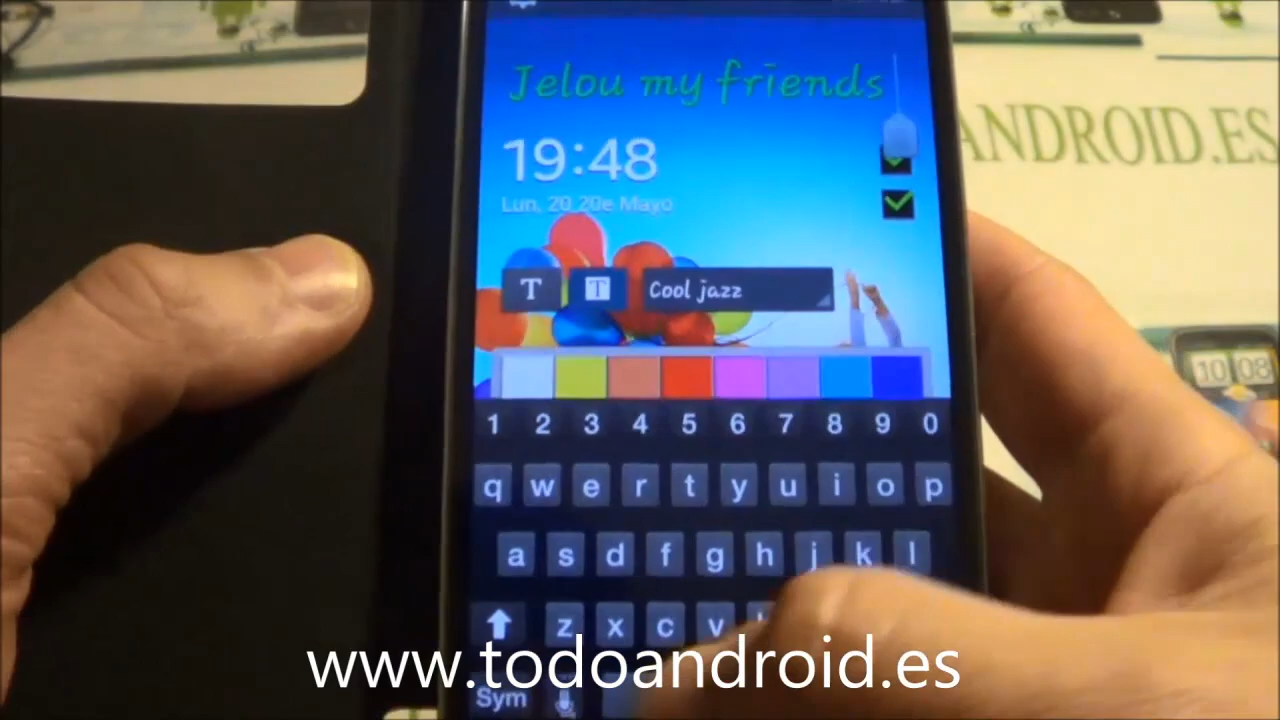 Jelou my friends
ANDROID.ES
19:48
Lun, 20 20e Mayo
T T Cool jazz
10 08
1 2 3 4 5 6 7 8 9 0
q w e r t y u i o p
a s d f g h j k l
z x c v
www.todoandroid.es
Sym